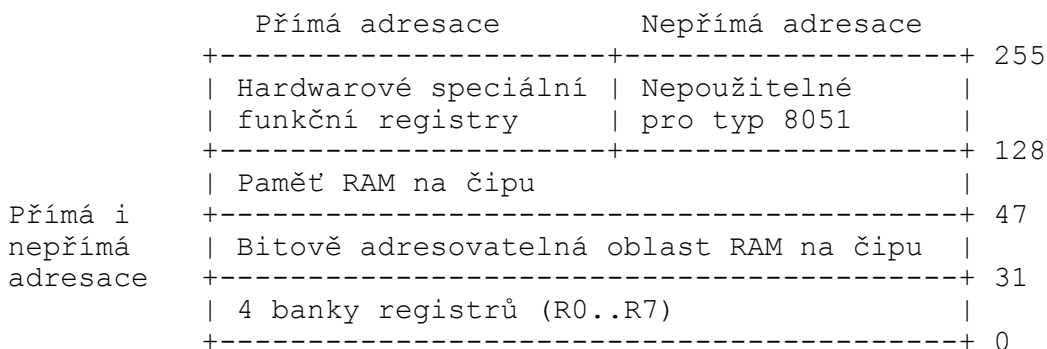 Přímá adresace Nepřímá adresace
+---------------------+------------------+ 255
| Hardwarové speciální | Nepoužitelné |
| funkční registry | pro typ 8051 |
+---------------------+------------------+ 128
| Paměť RAM na čipu |
Přímá i +----------------------------------------+ 47
nepřímá | Bitově adresovatelná oblast RAM na čipu |
adresace +----------------------------------------+ 31
| 4 banky registrů (R0..R7) |
+----------------------------------------+ 0